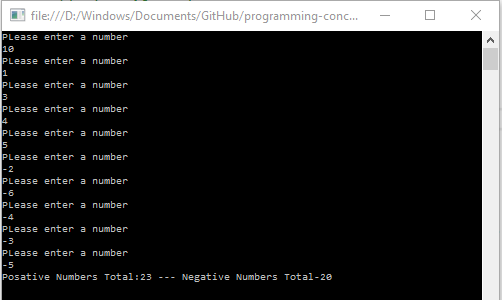 file:///D:/Windows/Documents/GitHub/programming-conc...
PLease enter a number
10
PLease enter a number
1
PLease enter a number
3
PLease enter a number
4
PLease enter a number
5
PLease enter a number
-2
PLease enter a number
-6
PLease enter a number
-4
PLease enter a number
-3
PLease enter a number
-5
Posative Numbers Total:23 --- Negative Numbers Total-20